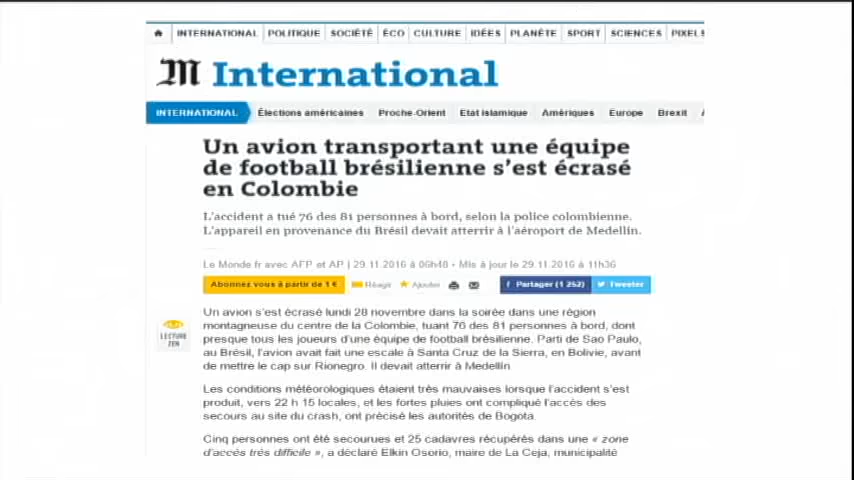 INTERNATIONAL POLITIQUE SOCIÉTÉ ÉCO CULTURE IDÉES PLANÈTE SPORT SCIENCES PIXELS
M International
INTERNATIONAL Élections américaines Proche-Orient Etat islamique Amériques Europe Brexit
Un avion transportant une équipe
de football brésilienne s'est écrasé
en Colombie
L'accident a tué 76 des 81 personnes à bord, selon la police colombienne.
L'appareil en provenance du Brésil devait atterrir à l'aéroport de Medellin.
Le Monde.fr avec AFP et AP | 29.11.2016 à 06h48 • Mis à jour le 29.11.2016 à 11h36
Abonnez vous à partir de 1 € Réagir Ajouter f Partager (1 252) Tweeter
LECTURE
ZEN
Un avion s'est écrasé lundi 28 novembre dans la soirée dans une région
montagneuse du centre de la Colombie, tuant 76 des 81 personnes à bord, dont
presque tous les joueurs d'une équipe de football brésilienne. Parti de Sao Paulo,
au Brésil, l'avion avait fait une escale à Santa Cruz de la Sierra, en Bolivie, avant
de mettre le cap sur Rionegro. Il devait atterrir à Medellín
Les conditions météorologiques étaient très mauvaises lorsque l'accident s'est
produit, vers 22 h 15 locales, et les fortes pluies ont compliqué l'accès des
secours au site du crash, ont précisé les autorités de Bogota.
Cinq personnes ont été secourues et 25 cadavres récupérés dans une « zone
d'accès très difficile », a déclaré Elkin Osorio, maire de La Ceja, municipalité